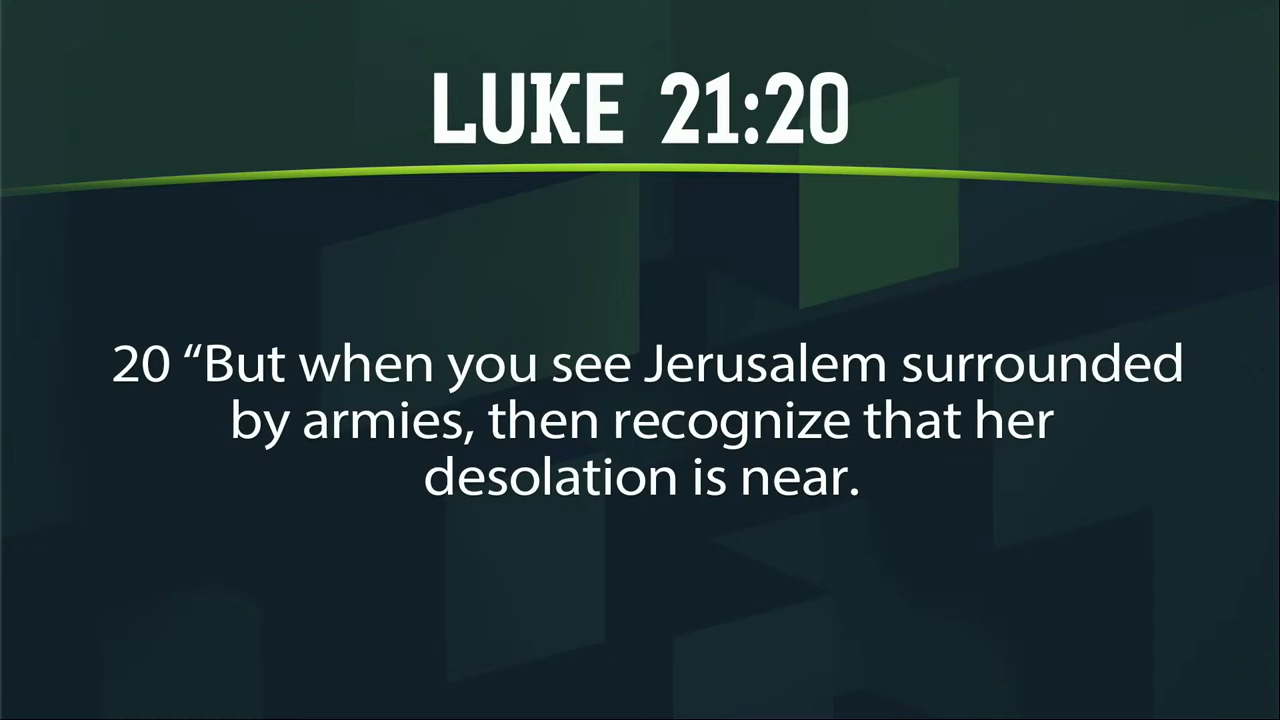 LUKE 21:20
20 “But when you see Jerusalem surrounded
by armies, then recognize that her
desolation is near.